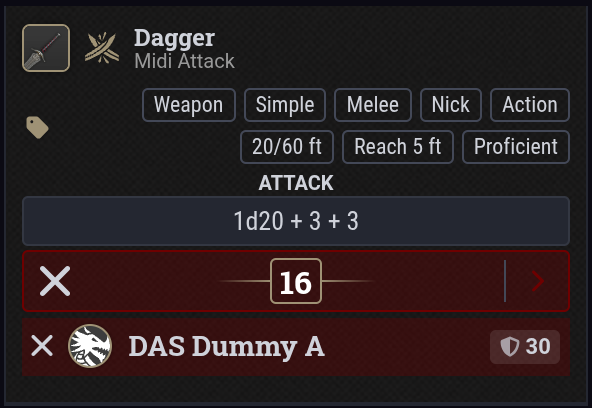 Dagger
Midi Attack
Weapon Simple Melee Nick Action
20/60 ft Reach 5 ft Proficient
ATTACK
1d20 + 3 + 3
16
DAS Dummy A 30